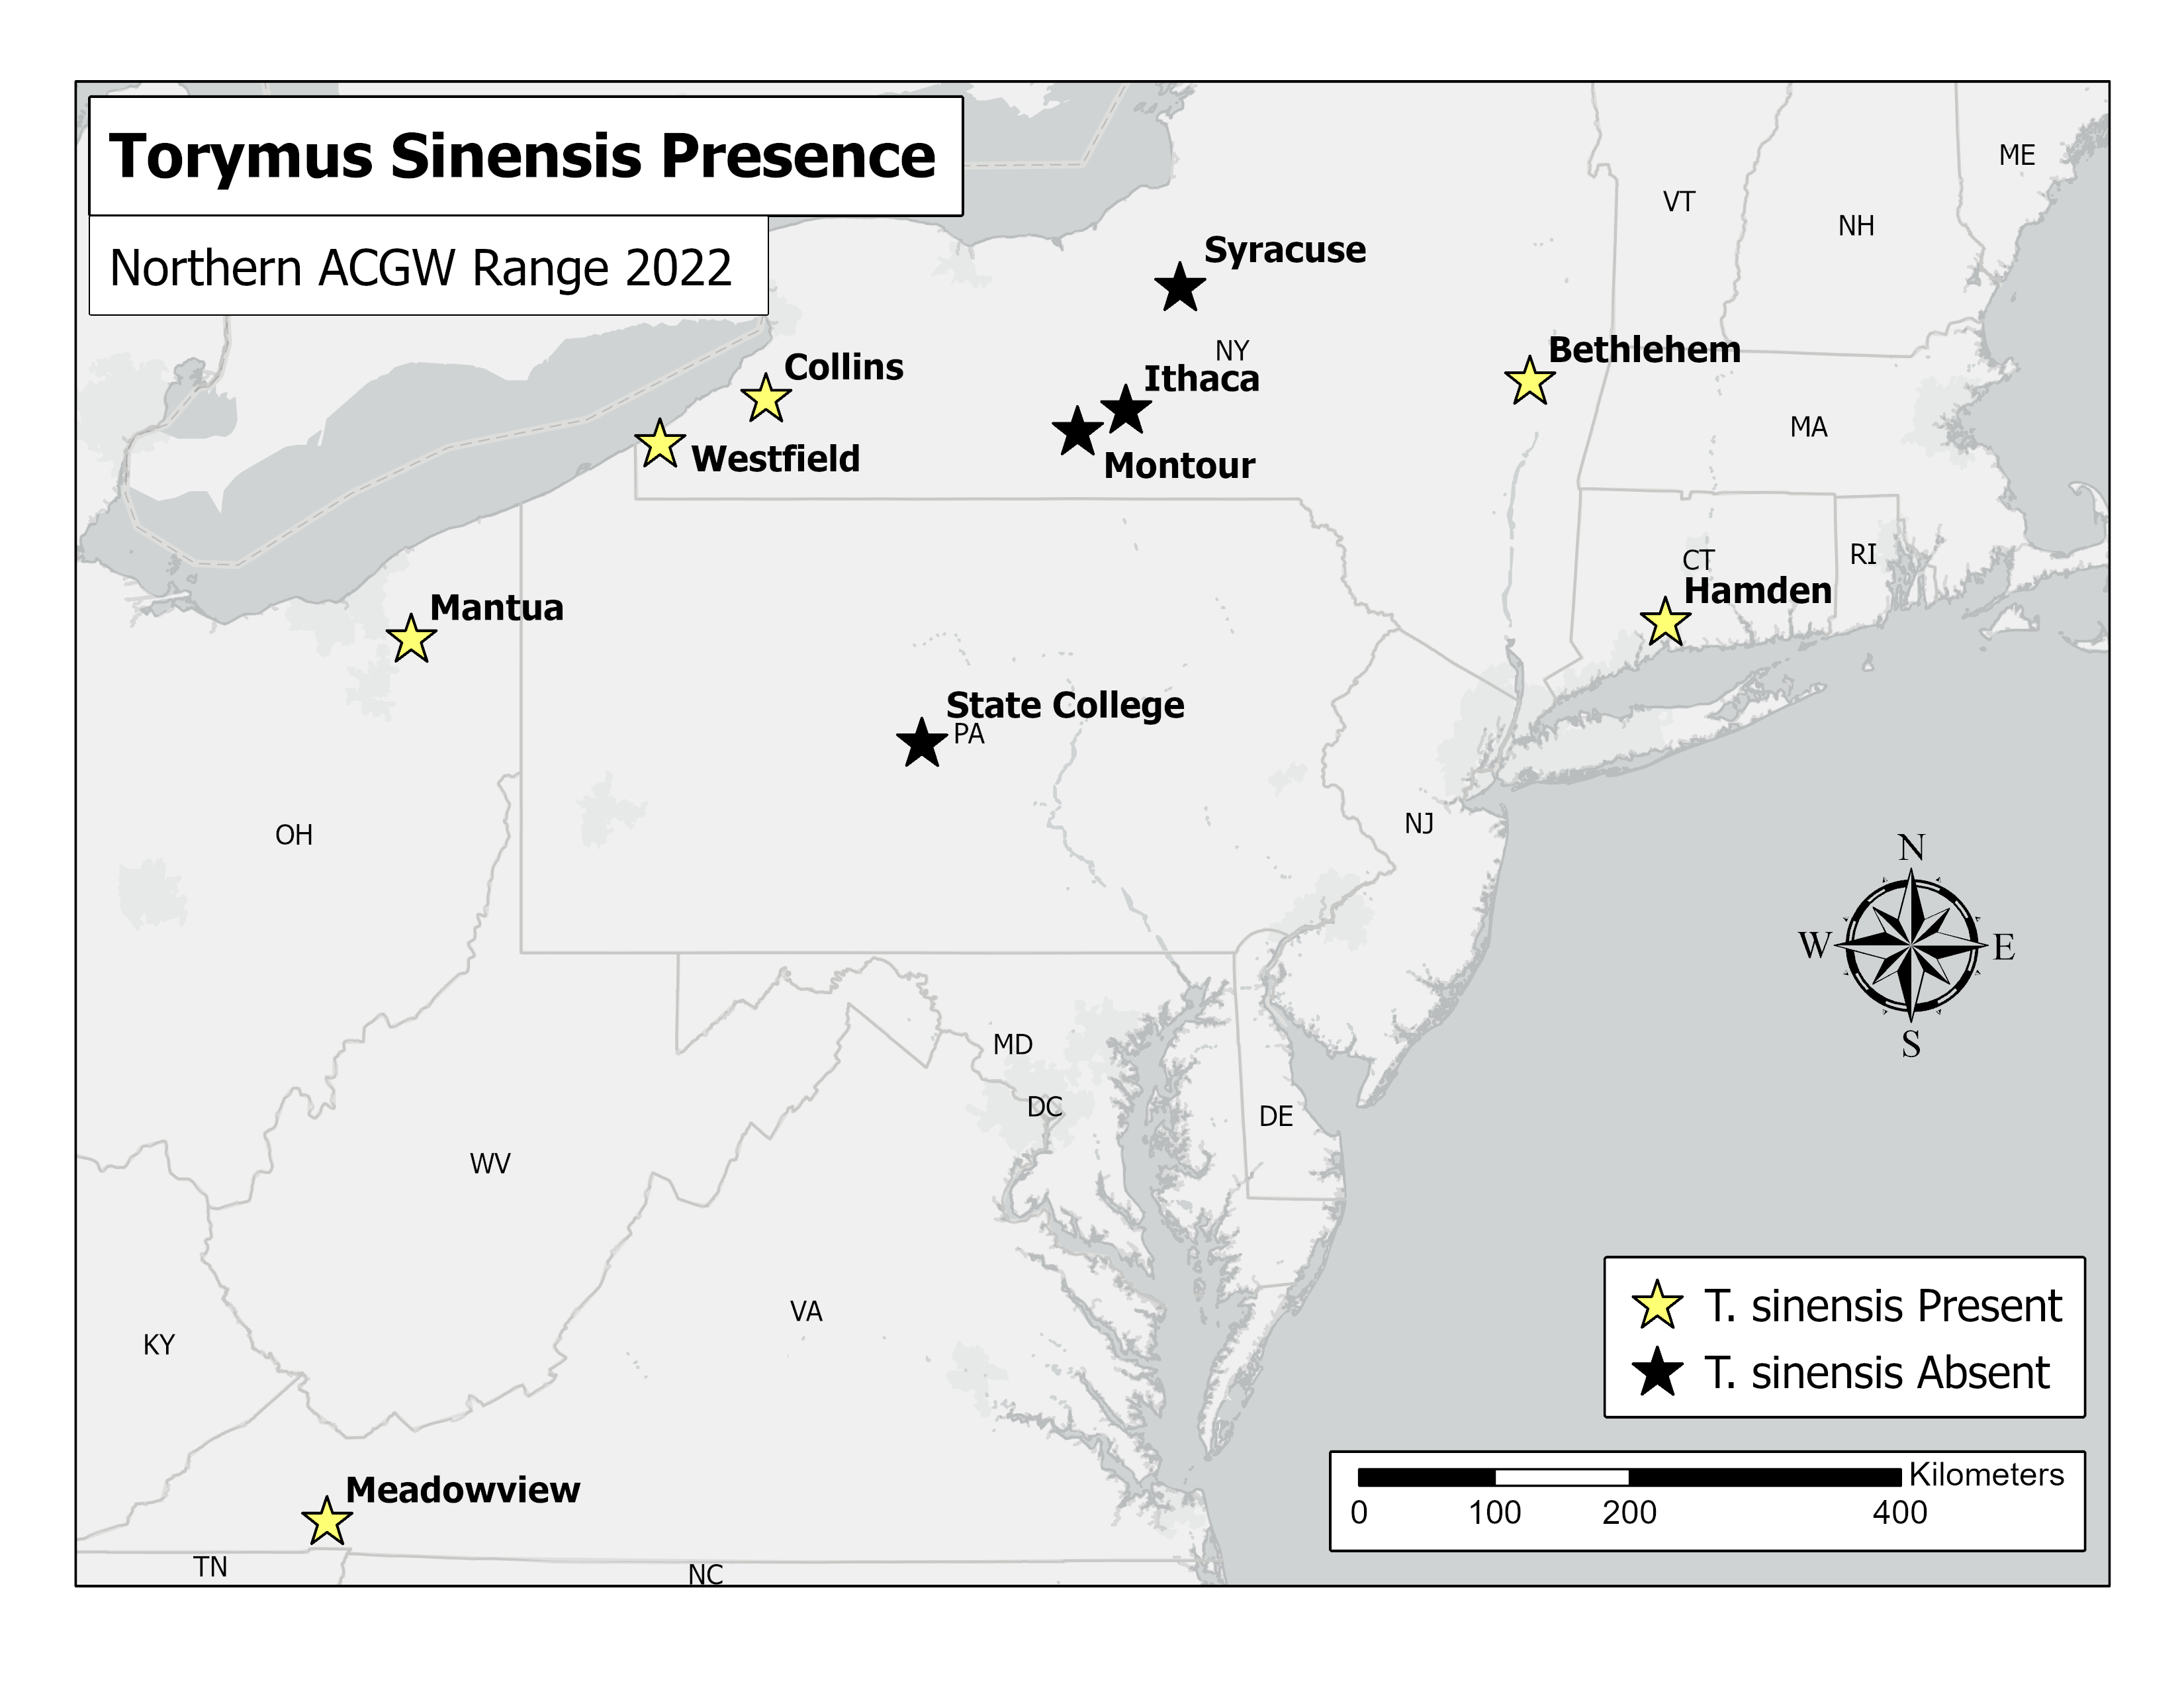 Torymus Sinensis Presence
Northern ACGW Range 2022
ME
VT
NH
Syracuse
NY
Bethlehem
Collins
Ithaca
Westfield
Montour
MA
CT
RI
Hamden
Mantua
State College
PA
OH
NJ
N
W
E
S
MD
DC
DE
WV
VA
KY
T. sinensis Present
T. sinensis Absent
Kilometers
0 100 200 400
Meadowview
TN
NC